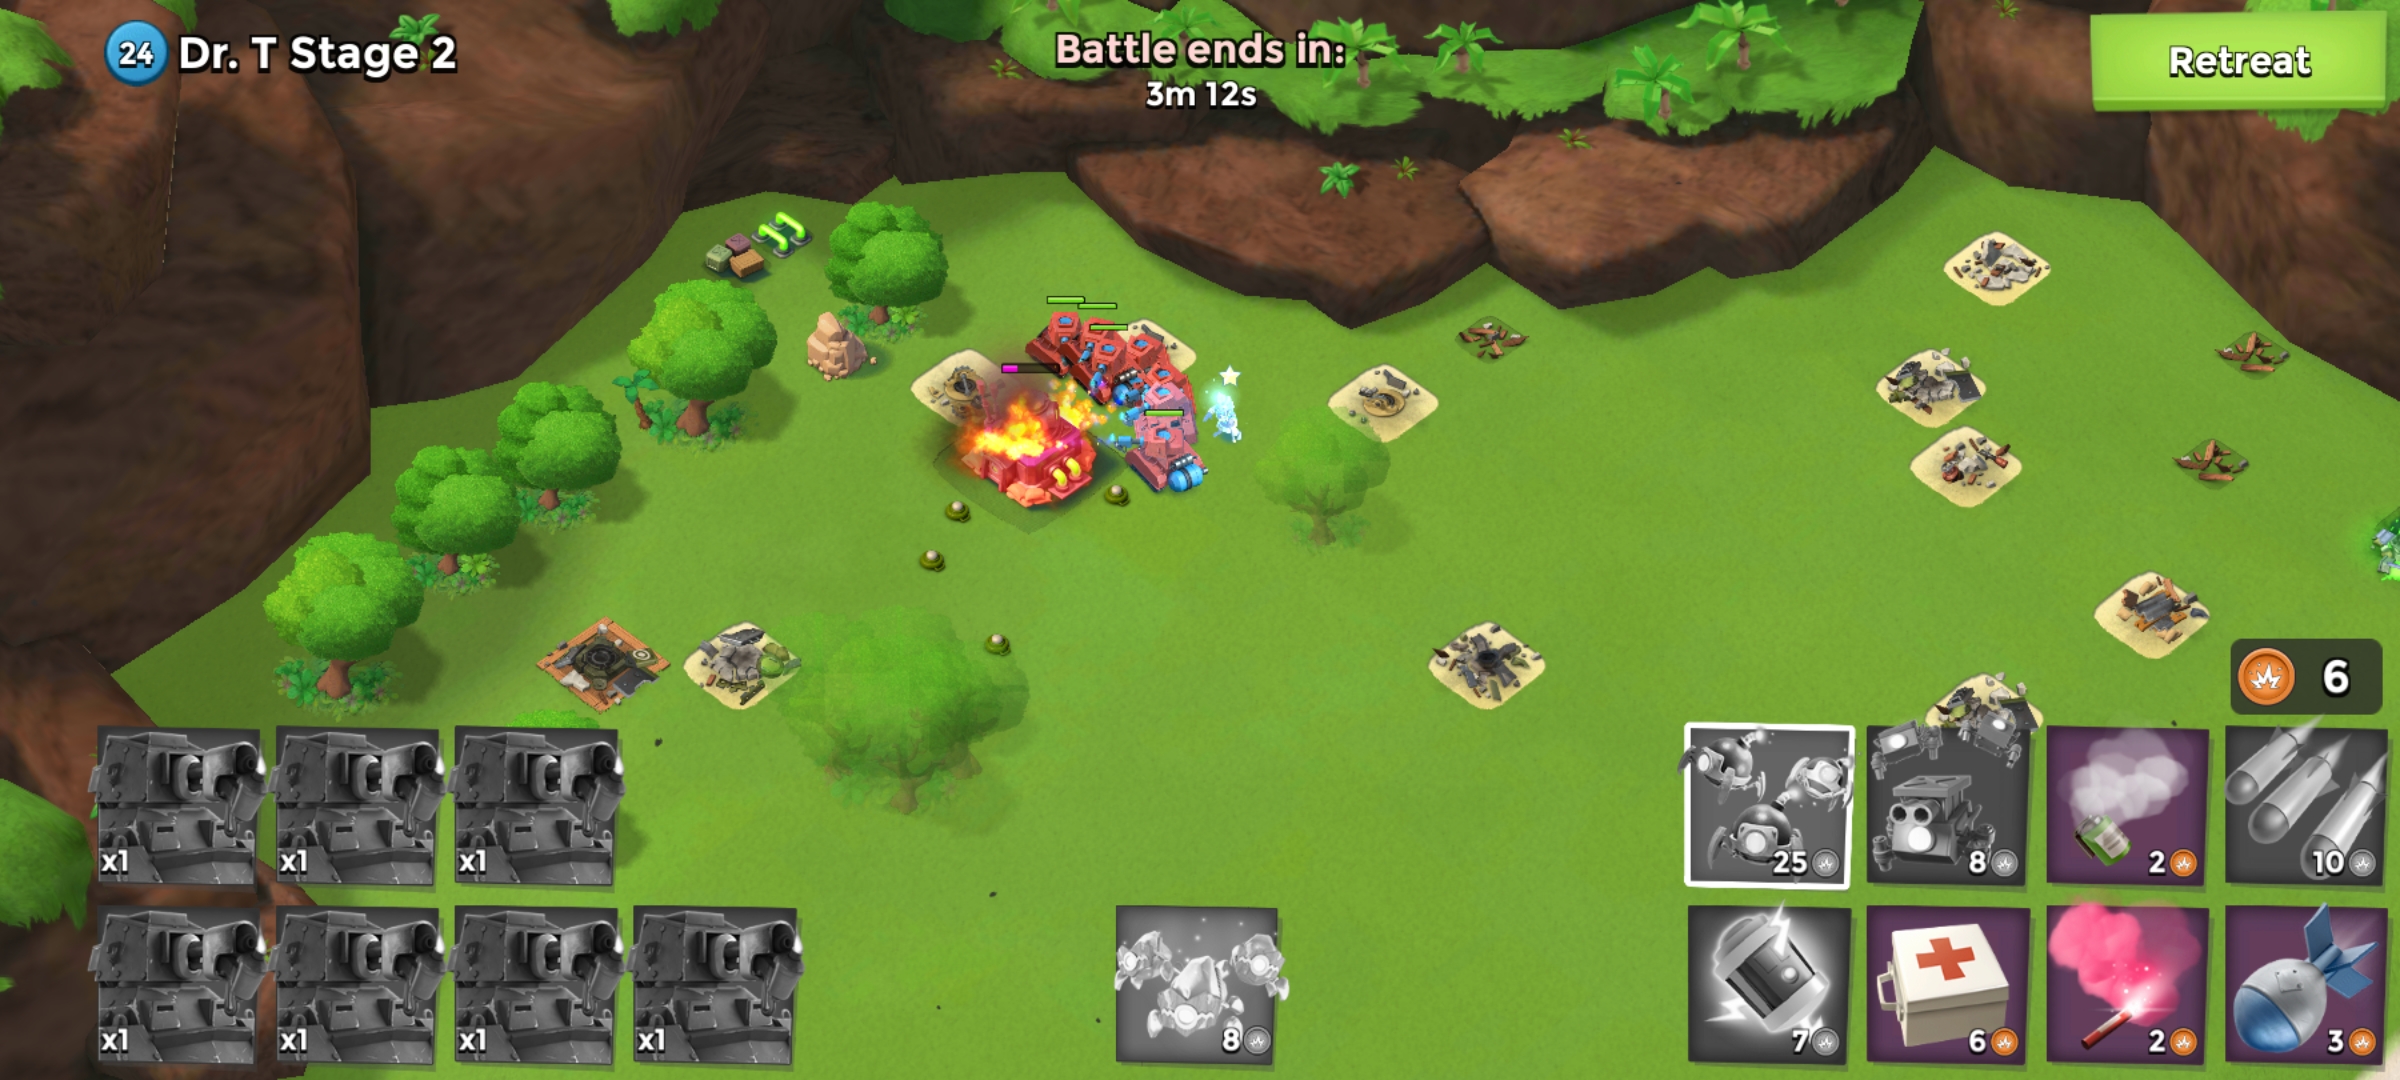 24 Dr. T Stage 2
Battle ends in:
3m 12s
Retreat
6
x1 x1 x1
25 8 2 10
x1 x1 x1 x1
8
7 6 2 3